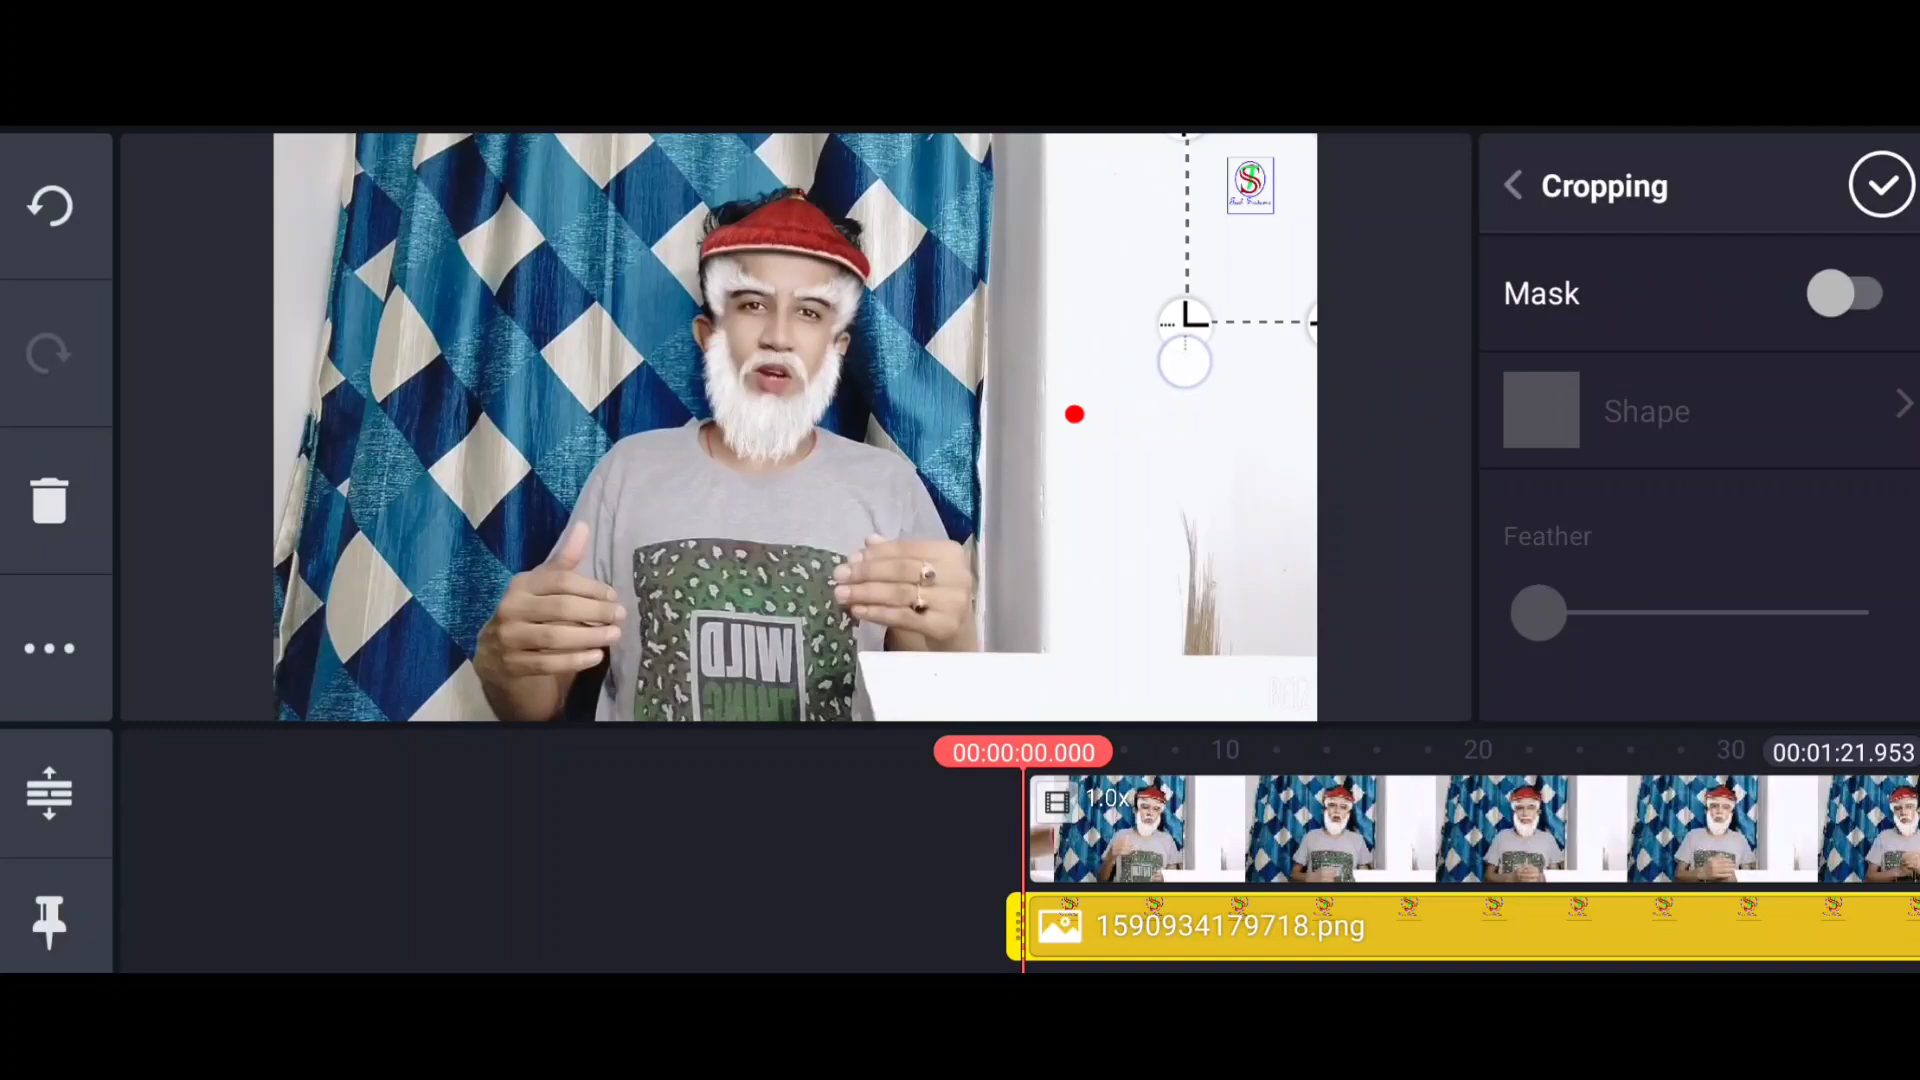 Cropping
Mask
Shape
Feather
WILD
THING
00:00:00.000
10
20
30
00:01:21.953
1.0x
1590934179718.png